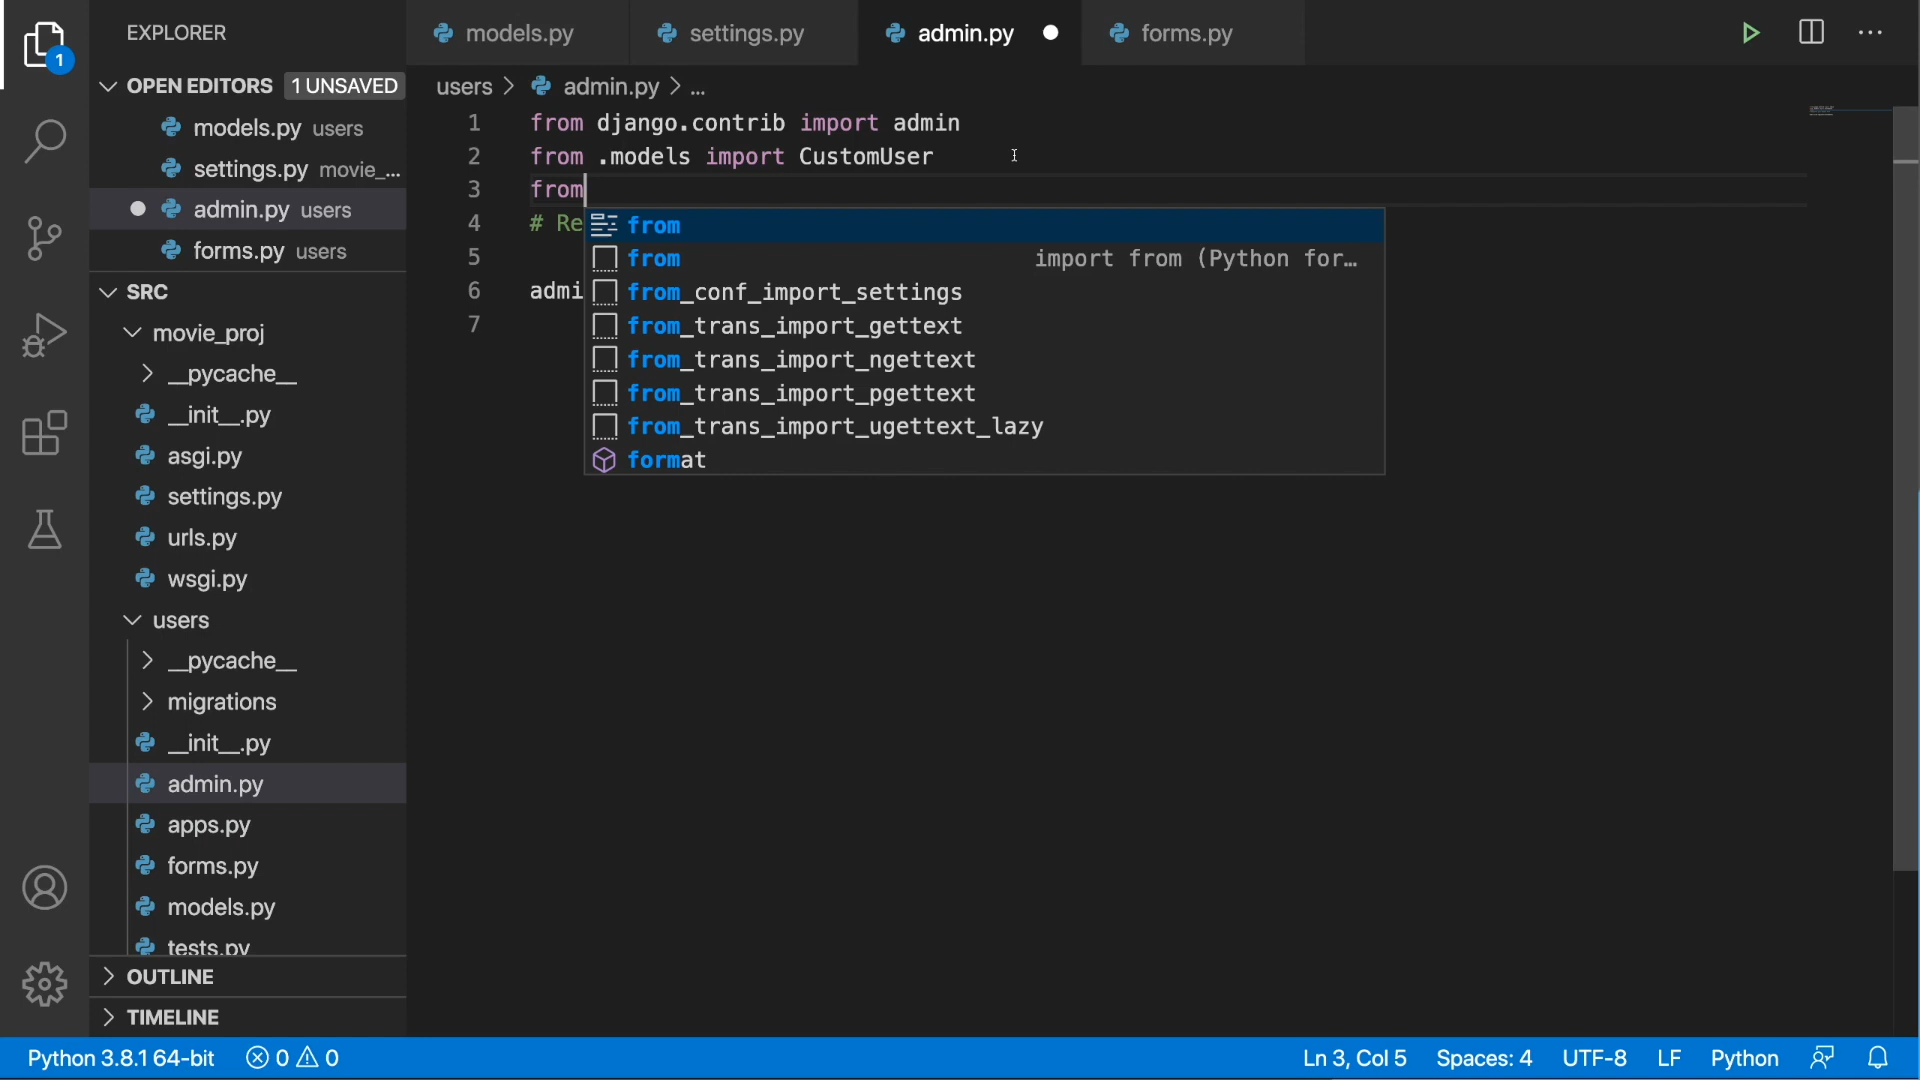 EXPLORER
1
OPEN EDITORS 1 UNSAVED
models.py users
settings.py movie_...
admin.py users
forms.py users
SRC
movie_proj
__pycache__
__init__.py
asgi.py
settings.py
urls.py
wsgi.py
users
__pycache__
migrations
__init__.py
admin.py
apps.py
forms.py
models.py
tests.py
OUTLINE
TIMELINE
models.py settings.py admin.py forms.py
users > admin.py > ...
1 from django.contrib import admin
2 from .models import CustomUser
3 from
4 # Re
5
6 admi
7
from
from import from (Python for...
from_conf_import_settings
from_trans_import_gettext
from_trans_import_ngettext
from_trans_import_pgettext
from_trans_import_ugettext_lazy
format
Python 3.8.1 64-bit 0 0 Ln 3, Col 5 Spaces: 4 UTF-8 LF Python